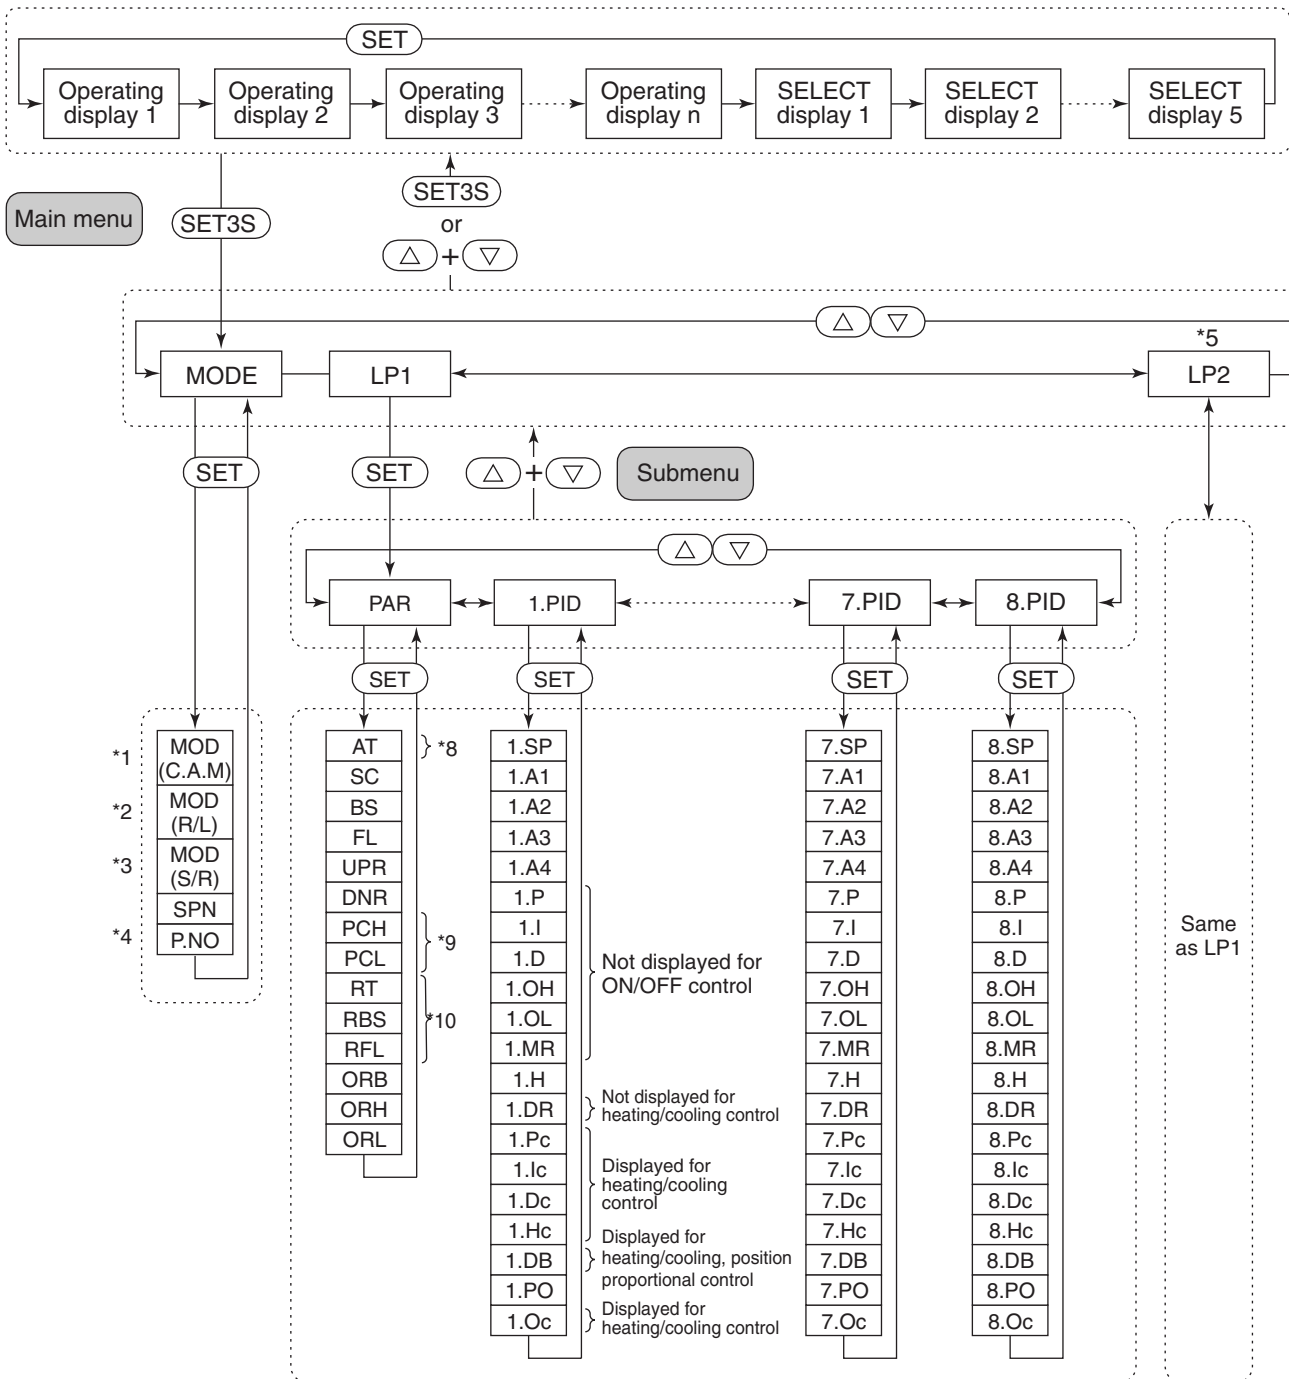 SET
Operating display 1
Operating display 2
Operating display 3
Operating display n
SELECT display 1
SELECT display 2
SELECT display 5
Main menu
SET3S
SET3S
or
△ + ▽
△ ▽
*5
MODE
LP1
LP2
SET
SET
△ + ▽
Submenu
△ ▽
PAR
1.PID
7.PID
8.PID
SET
SET
SET
SET
*1
MOD
(C.A.M)
*2
MOD
(R/L)
*3
MOD
(S/R)
SPN
*4
P.NO
AT
*8
SC
BS
FL
UPR
DNR
PCH
*9
PCL
RT
RBS
*10
RFL
ORB
ORH
ORL
1.SP
1.A1
1.A2
1.A3
1.A4
1.P
1.I
1.D
1.OH
1.OL
1.MR
1.H
1.DR
1.Pc
1.Ic
1.Dc
1.Hc
1.DB
1.PO
1.Oc
Not displayed for
ON/OFF control
Not displayed for
heating/cooling control
Displayed for
heating/cooling
control
Displayed for
heating/cooling, position
proportional control
Displayed for
heating/cooling control
7.SP
7.A1
7.A2
7.A3
7.A4
7.P
7.I
7.D
7.OH
7.OL
7.MR
7.H
7.DR
7.Pc
7.Ic
7.Dc
7.Hc
7.DB
7.PO
7.Oc
8.SP
8.A1
8.A2
8.A3
8.A4
8.P
8.I
8.D
8.OH
8.OL
8.MR
8.H
8.DR
8.Pc
8.Ic
8.Dc
8.Hc
8.DB
8.PO
8.Oc
Same
as LP1